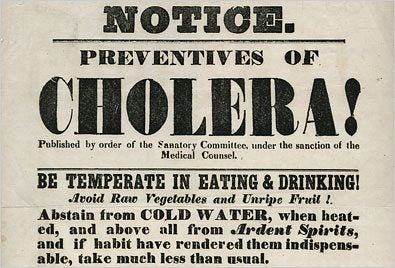 NOTICE.
PREVENTIVES OF
CHOLERA!
Published by order of the Sanatory Committee, under the sanction of the
Medical Counsel.
BE TEMPERATE IN EATING & DRINKING!
Avoid Raw Vegetables and Unripe Fruit !.
Abstain from COLD WATER, when heat-
ed, and above all from Ardent Spirits,
and if habit have rendered them indispens-
able, take much less than usual.